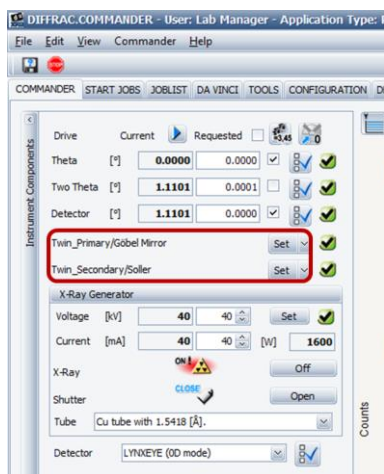 DIFFRAC.COMMANDER - User: Lab Manager - Application Type:
File Edit View Commander Help
COMMANDER START JOBS JOBLIST DA VINCI TOOLS CONFIGURATION
Instrument Components
Drive Current Requested
Theta [°] 0.0000 0.0000
Two Theta [°] 1.1101 0.0001
Detector [°] 1.1101 0.0000
Twin_Primary/Göbel Mirror Set
Twin_Secondary/Soller Set
X-Ray Generator
Voltage [kV] 40 40 Set
Current [mA] 40 40 [W] 1600
X-Ray ON! Off
Shutter CLOSE Open
Tube Cu tube with 1.5418 [Å].
Detector LYNXEYE (0D mode)
Counts